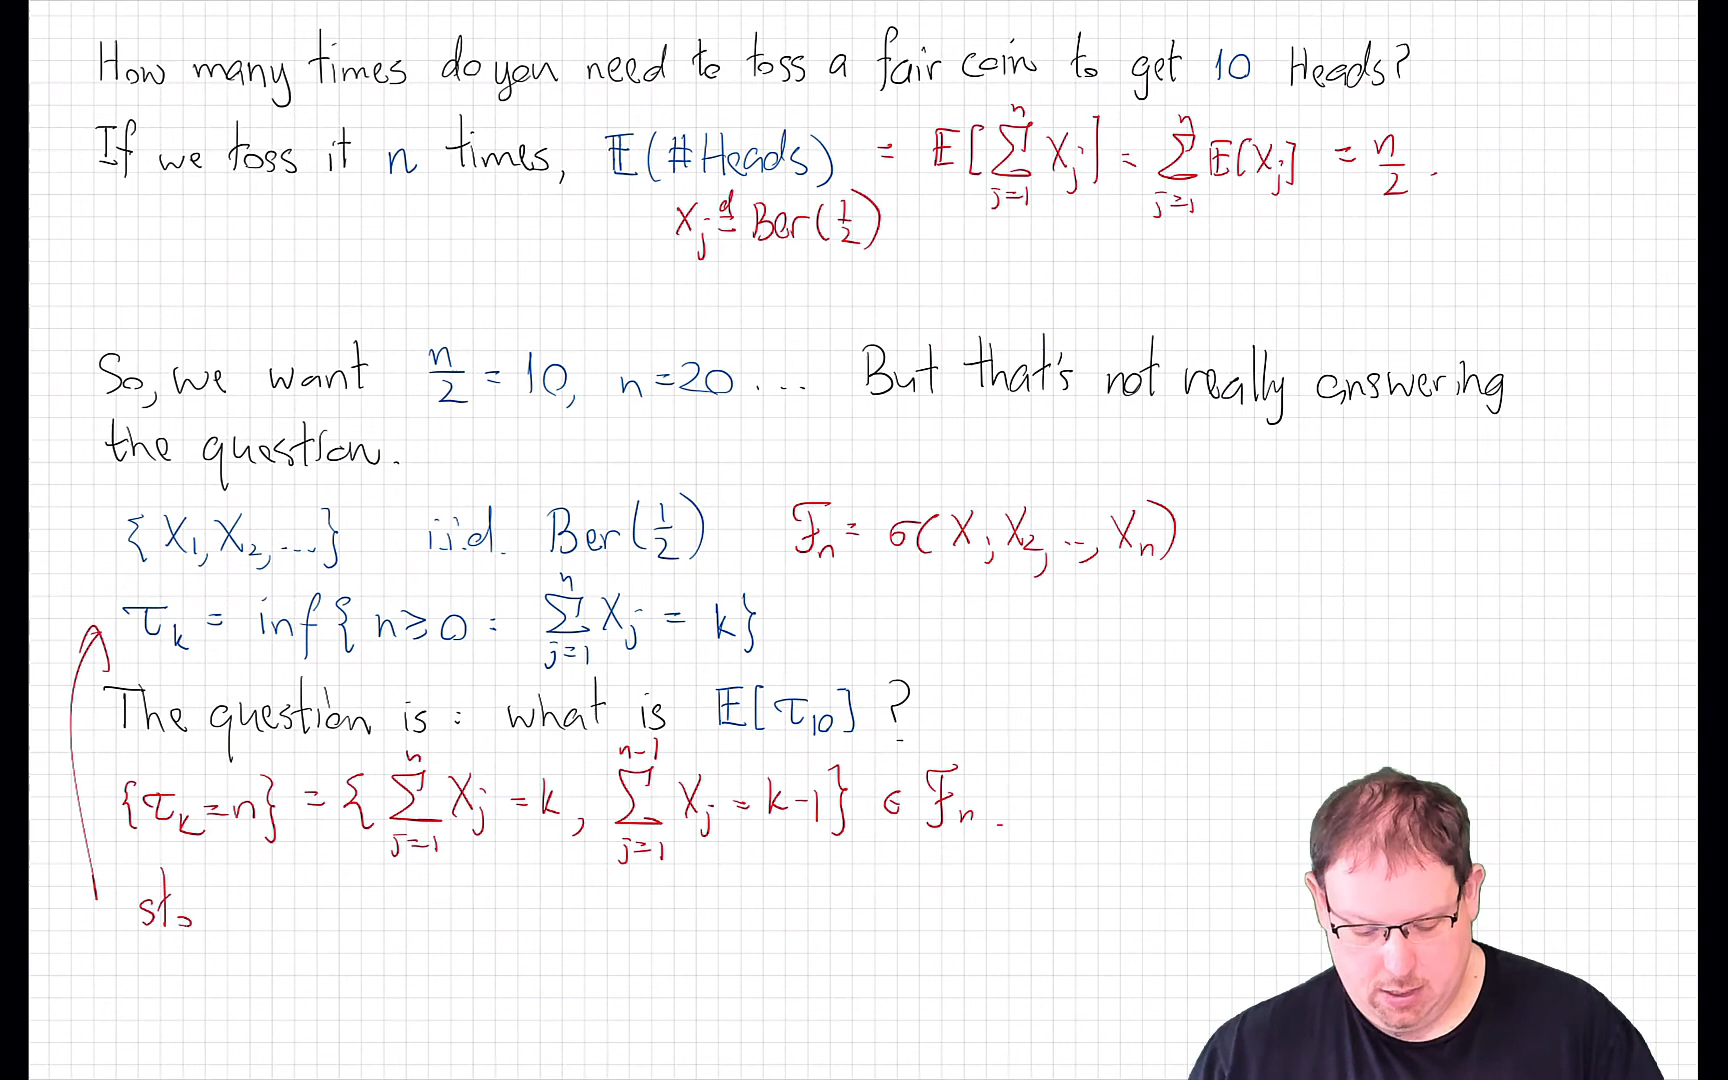 How many times do you need to toss a fair coin to get 10 Heads?
If we toss it n times, 𝔼(#Heads) = 𝔼[∑_{j=1}^{n} X_j] = ∑_{j=1}^{n} 𝔼[X_j] = n/2.
X_j =^d Ber(1/2)
So, we want n/2 = 10, n=20 ... But that's not really answering
the question.
{X_1, X_2, ...} i.i.d. Ber(1/2) ℱ_n = σ(X_1, X_2, ..., X_n)
τ_k = inf{n ≥ 0 : ∑_{j=1}^{n} X_j = k}
The question is: what is 𝔼[τ_10]?
{τ_k = n} = {∑_{j=1}^{n} X_j = k, ∑_{j=1}^{n-1} X_j = k-1} ∈ ℱ_n.
sto